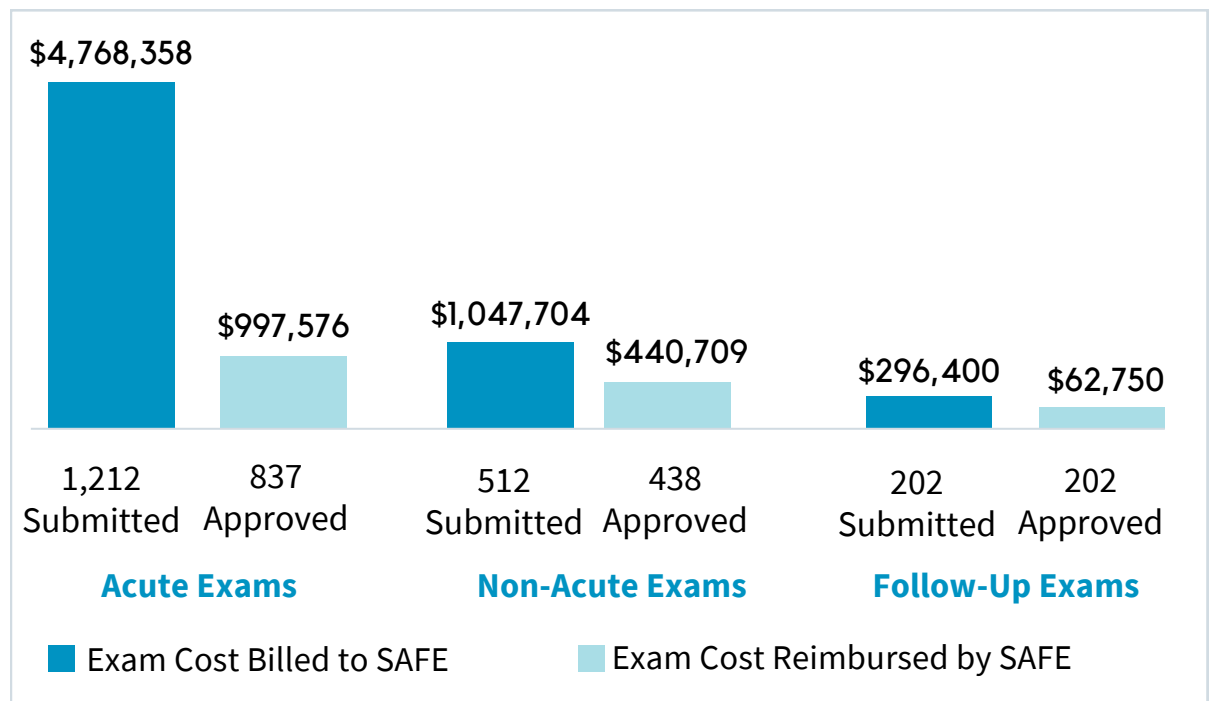 $4,768,358
$997,576
$1,047,704
$440,709
$296,400
$62,750
1,212
Submitted
837
Approved
512
Submitted
438
Approved
202
Submitted
202
Approved
Acute Exams
Non-Acute Exams
Follow-Up Exams
Exam Cost Billed to SAFE
Exam Cost Reimbursed by SAFE